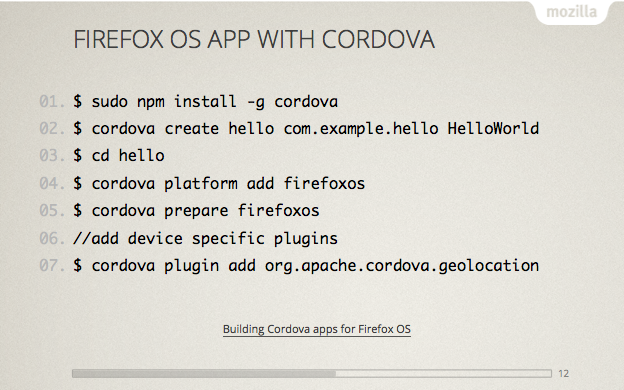 mozilla
FIREFOX OS APP WITH CORDOVA
01. $ sudo npm install -g cordova
02. $ cordova create hello com.example.hello HelloWorld
03. $ cd hello
04. $ cordova platform add firefoxos
05. $ cordova prepare firefoxos
06. //add device specific plugins
07. $ cordova plugin add org.apache.cordova.geolocation
Building Cordova apps for Firefox OS
12